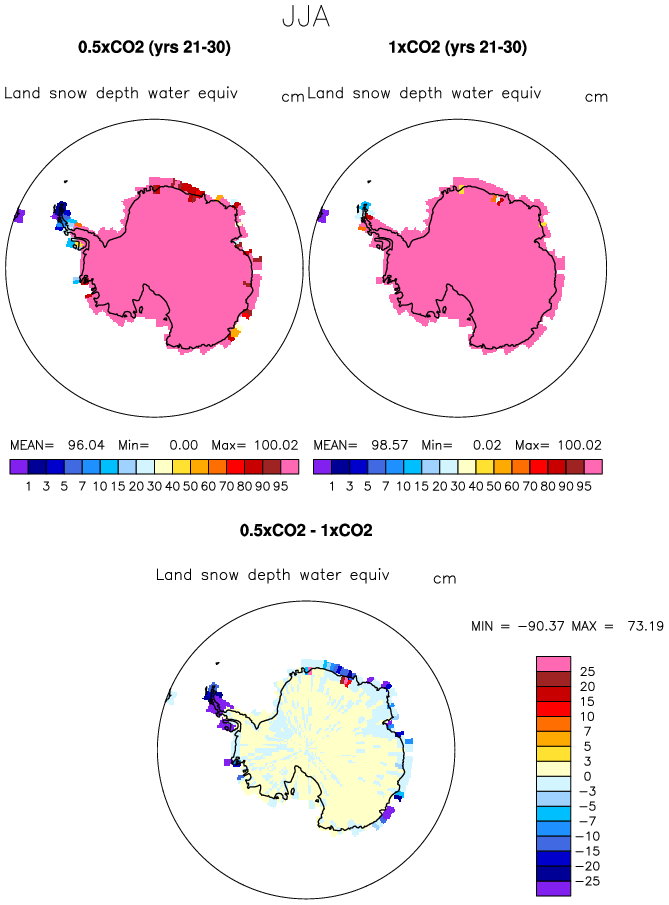 JJA
0.5xCO2 (yrs 21-30) 1xCO2 (yrs 21-30)
Land snow depth water equiv cm Land snow depth water equiv cm
MEAN= 96.04 Min= 0.00 Max= 100.02 MEAN= 98.57 Min= 0.02 Max= 100.02
1 3 5 7 10 15 20 30 40 50 60 70 80 90 95 1 3 5 7 10 15 20 30 40 50 60 70 80 90 95
0.5xCO2 - 1xCO2
Land snow depth water equiv cm
MIN = −90.37 MAX = 73.19
25
20
15
10
7
5
3
0
−3
−5
−7
−10
−15
−20
−25